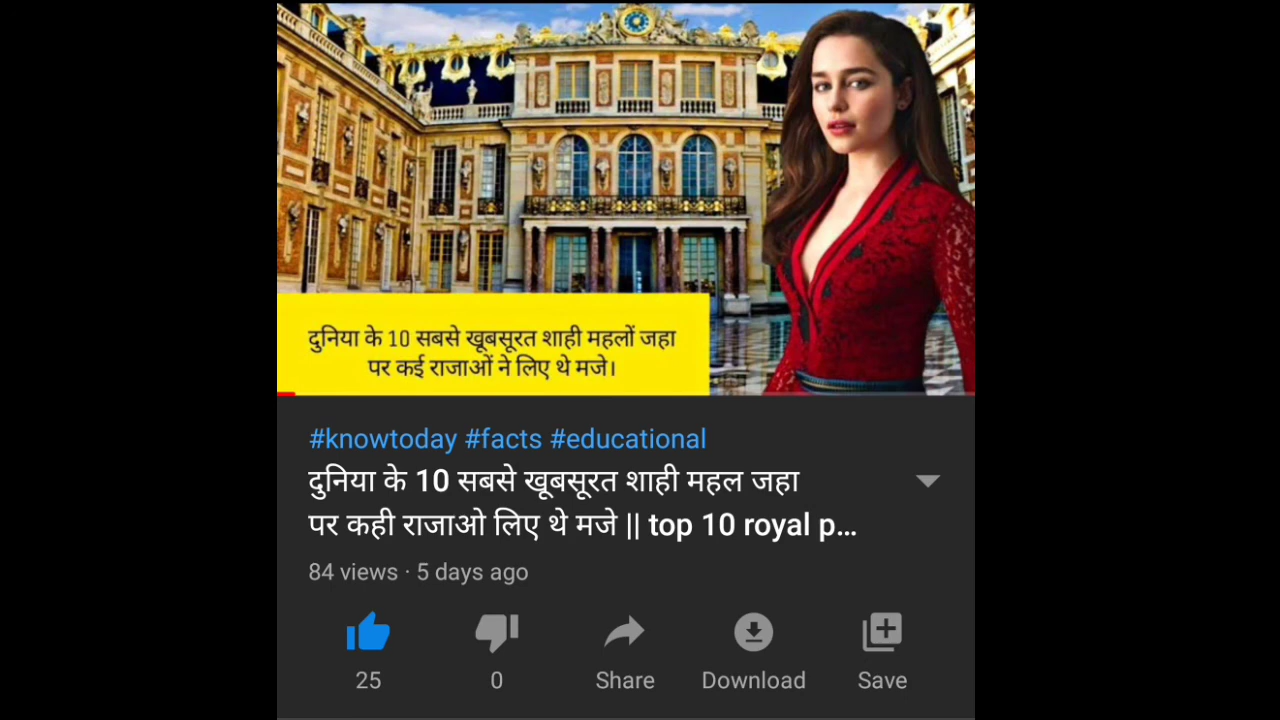 दुनिया के 10 सबसे खूबसूरत शाही महलों जहा
पर कई राजाओं ने लिए थे मजे।
#knowtoday #facts #educational
दुनिया के 10 सबसे खूबसूरत शाही महल जहा
पर कही राजाओ लिए थे मजे || top 10 royal p...
84 views · 5 days ago
25
0
Share
Download
Save